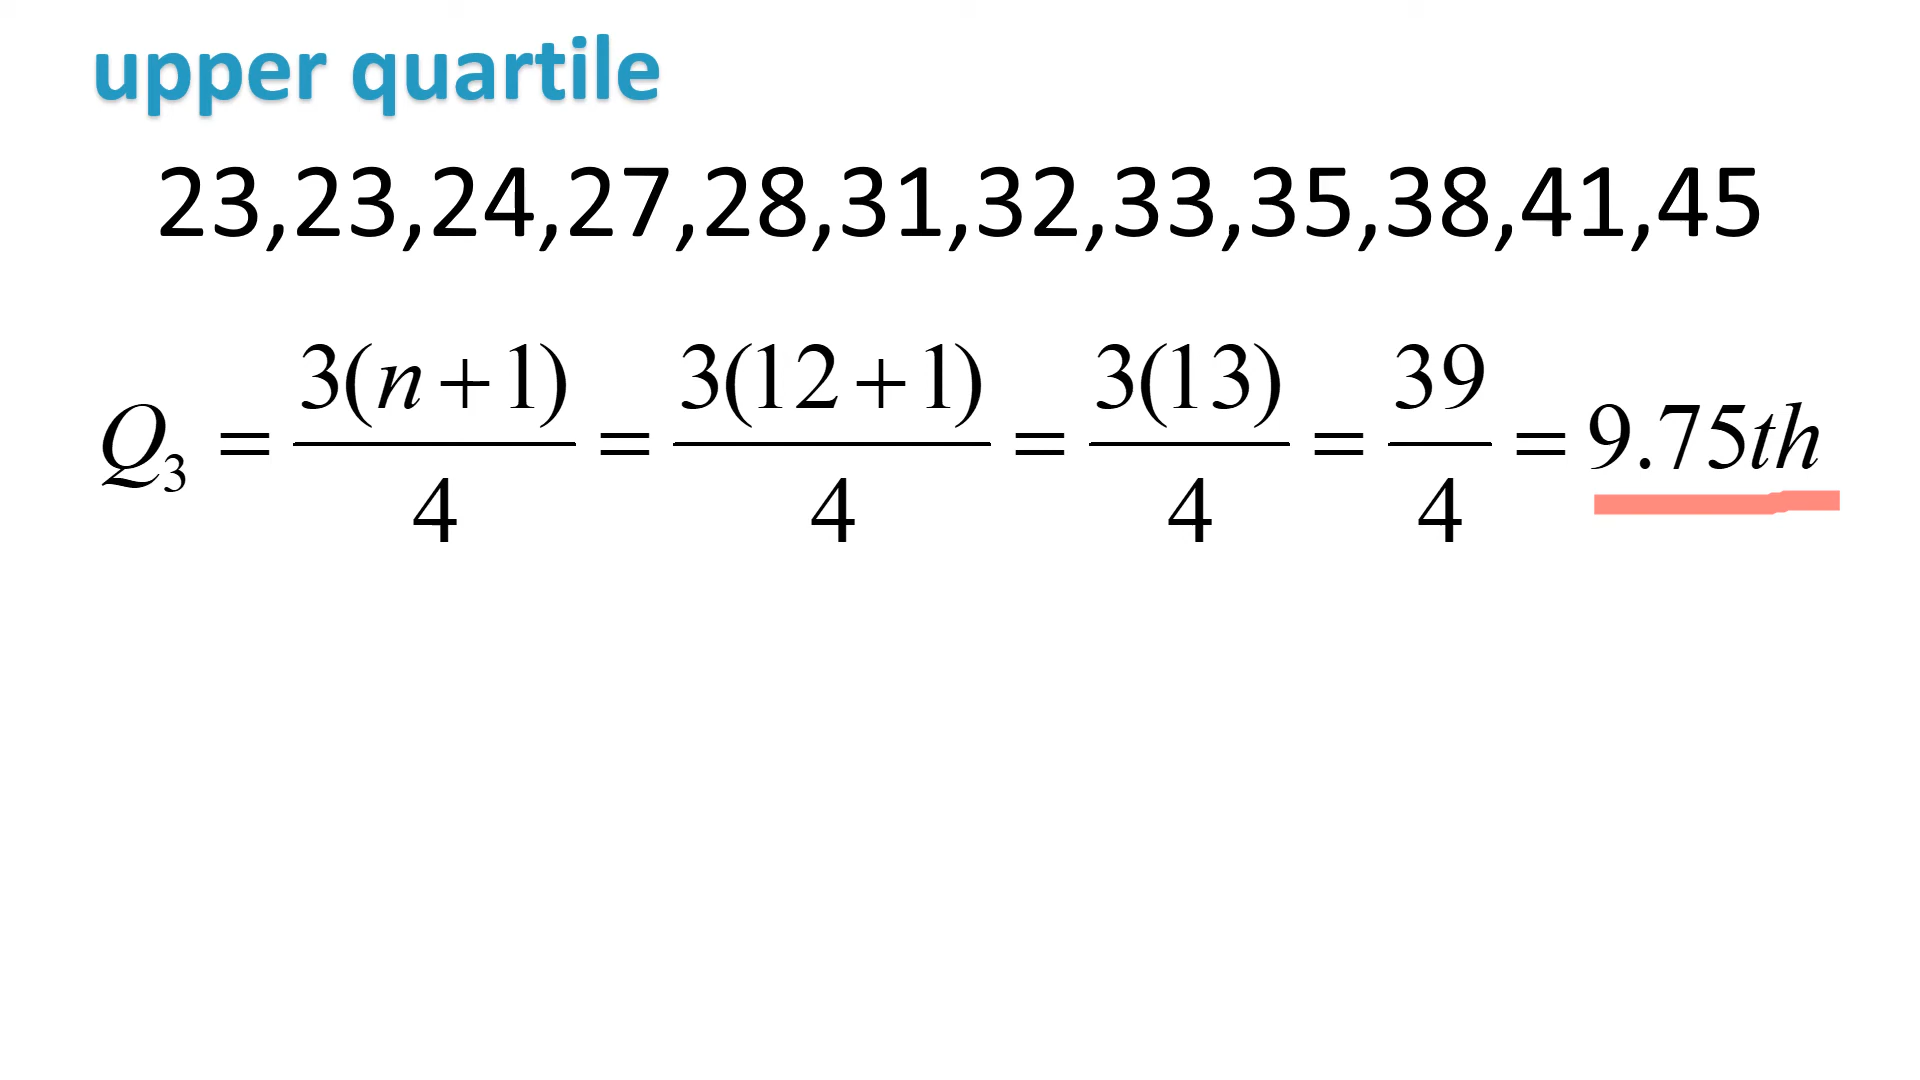 upper quartile
23,23,24,27,28,31,32,33,35,38,41,45
Q₃ = 3(n+1)/4 = 3(12+1)/4 = 3(13)/4 = 39/4 = 9.75th